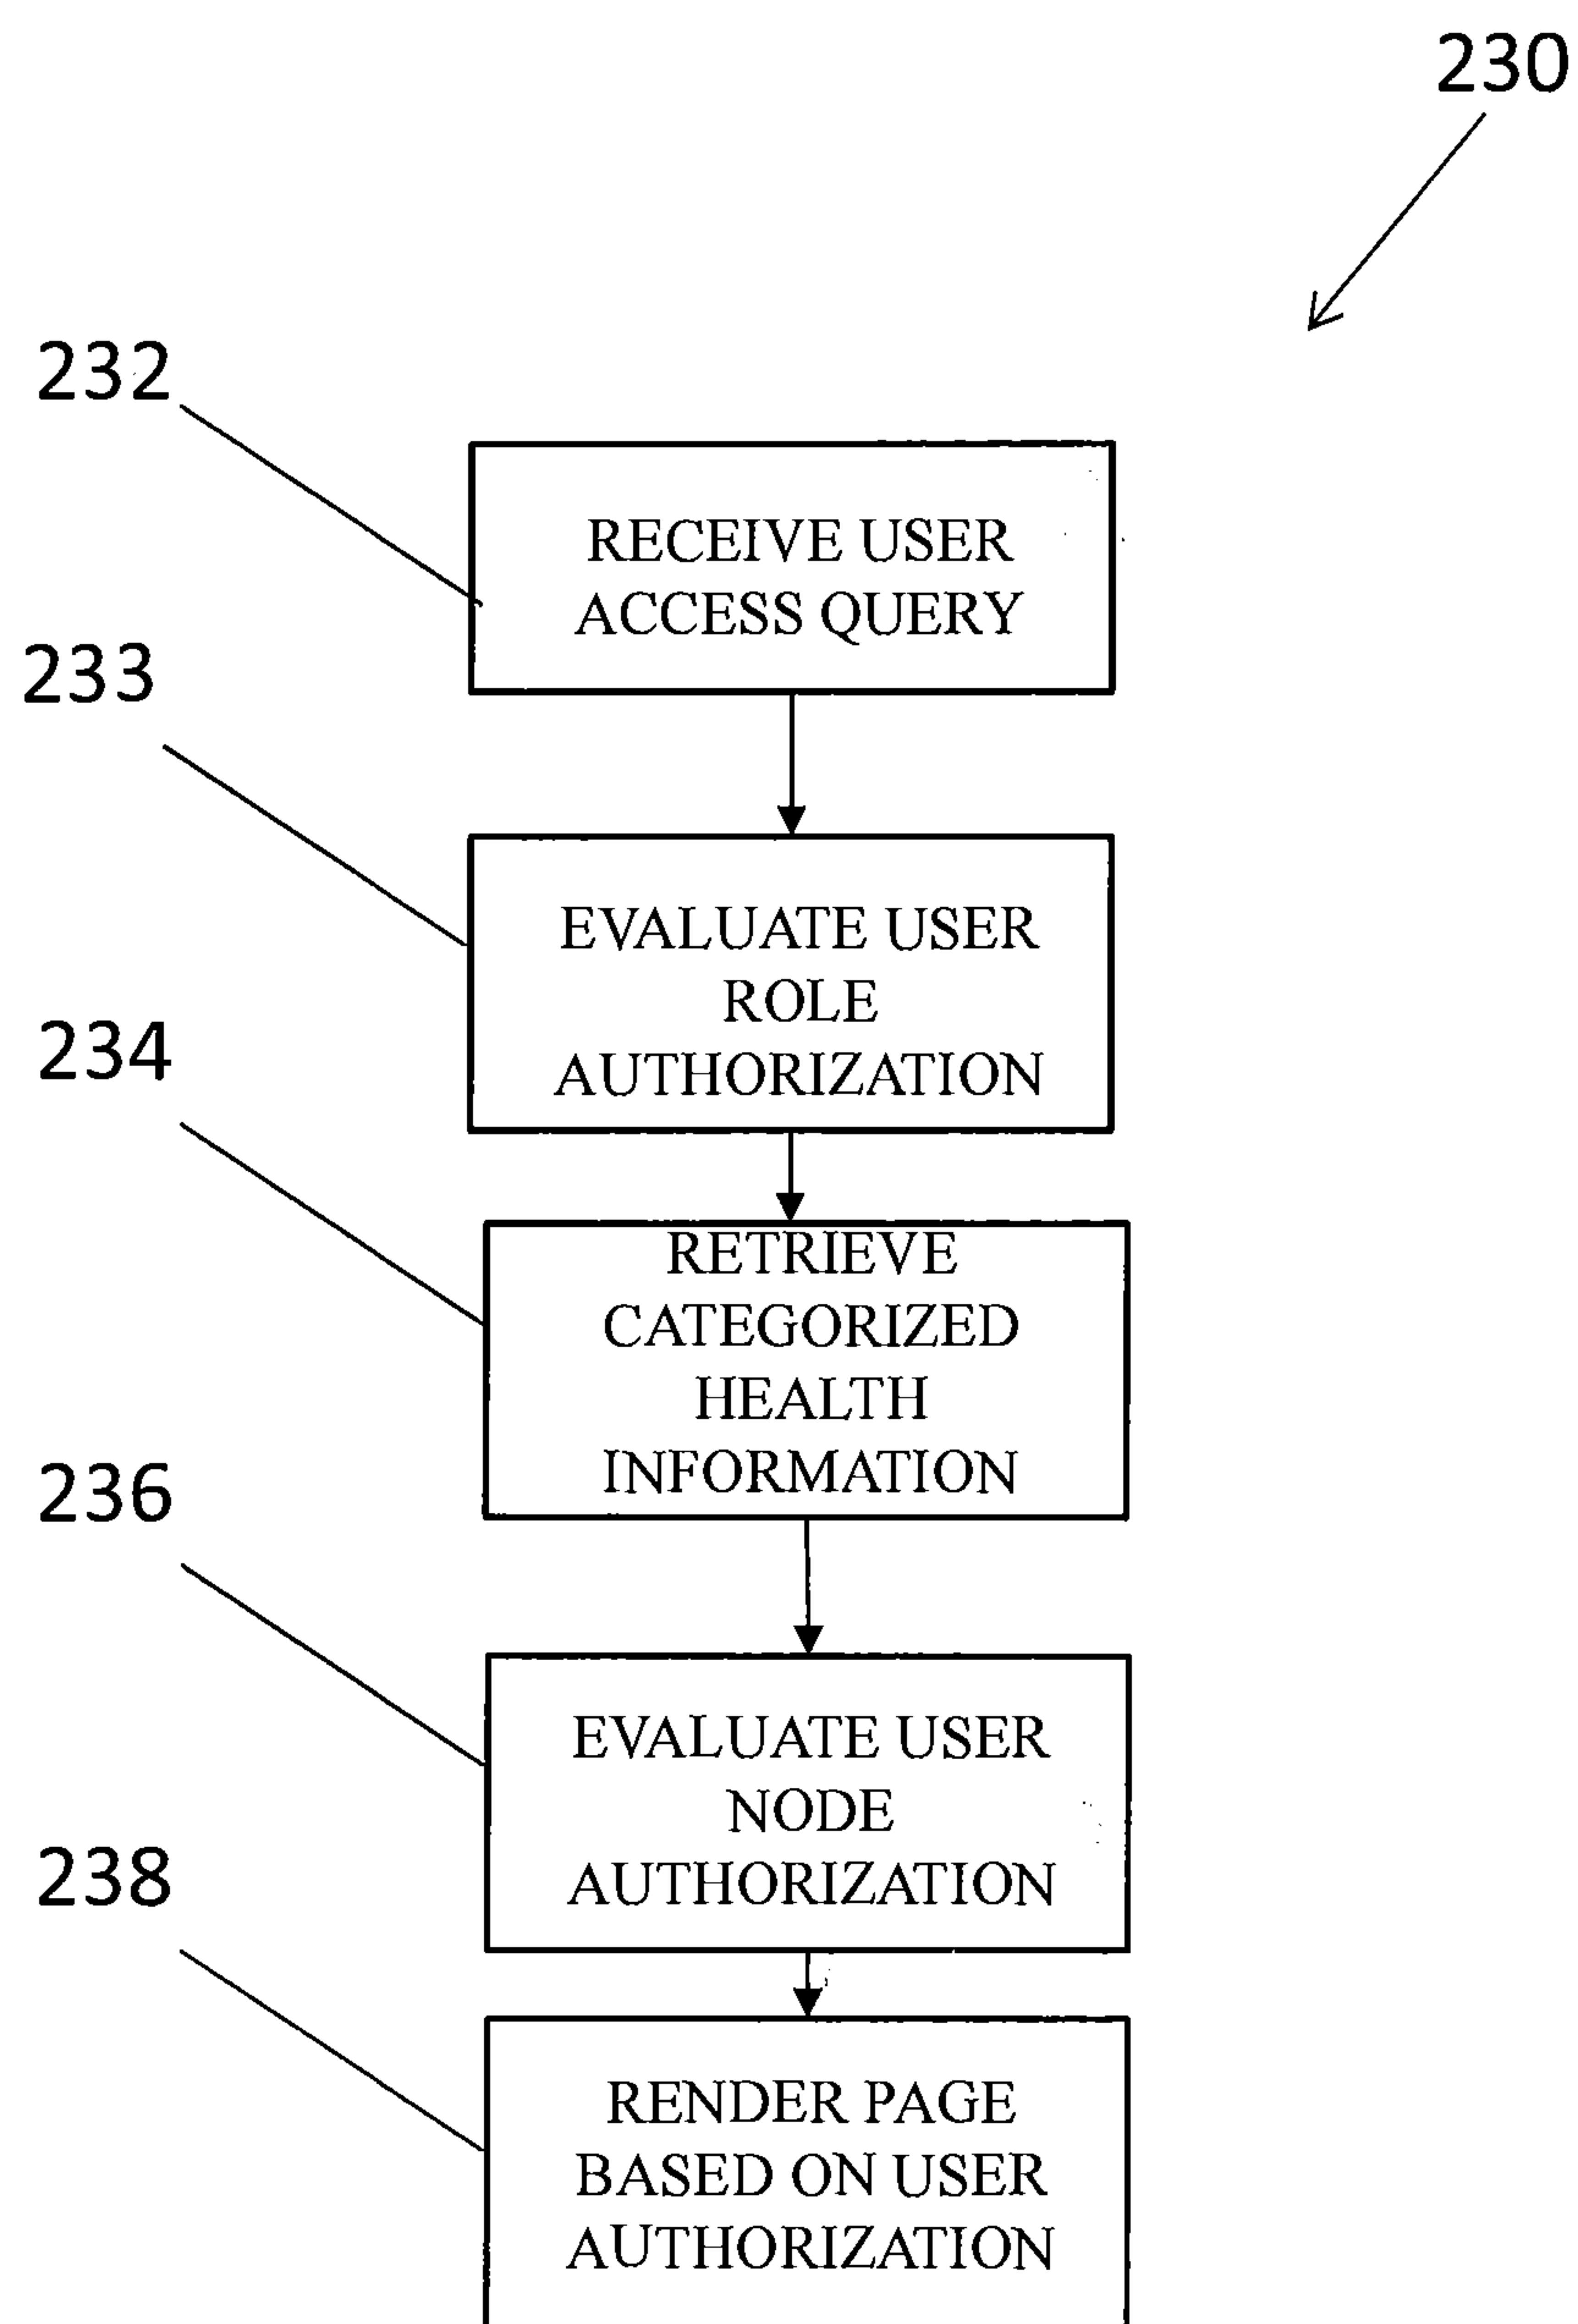 230
232
RECEIVE USER
ACCESS QUERY
233
EVALUATE USER
ROLE
AUTHORIZATION
234
RETRIEVE
CATEGORIZED
HEALTH
INFORMATION
236
EVALUATE USER
NODE
AUTHORIZATION
238
RENDER PAGE
BASED ON USER
AUTHORIZATION